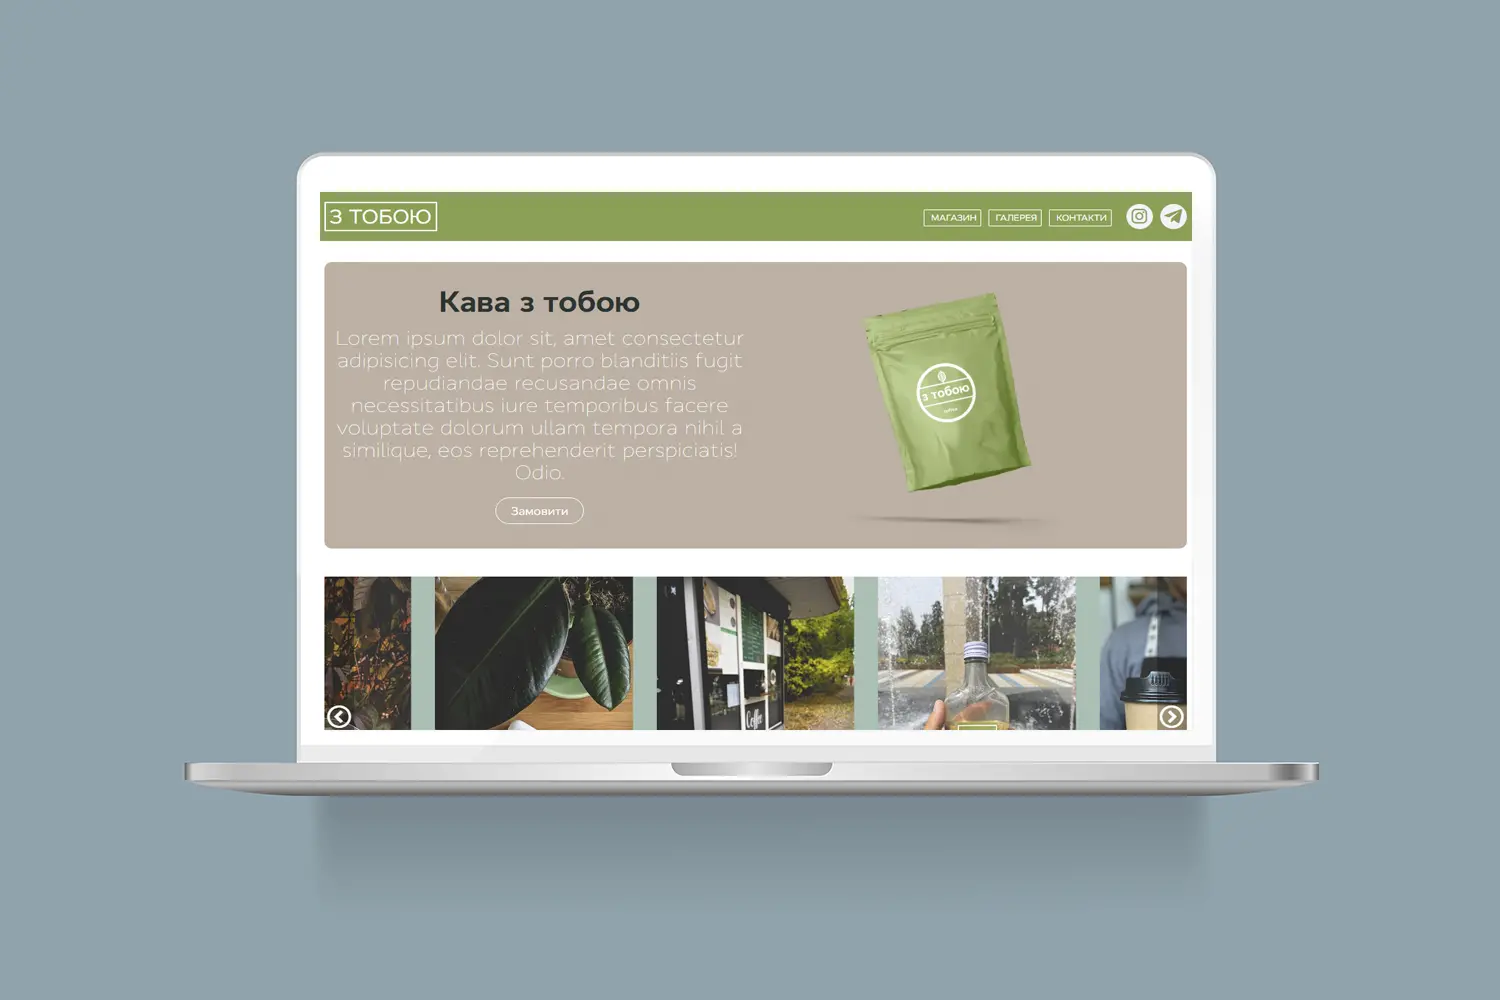 З ТОБОЮ
МАГАЗИН
ГАЛЕРЕЯ
КОНТАКТИ
Кава з тобою
Lorem ipsum dolor sit, amet consectetur
adipisicing elit. Sunt porro blanditiis fugit
repudiandae recusandae omnis
necessitatibus iure temporibus facere
voluptate dolorum ullam tempora nihil a
similique, eos reprehenderit perspiciatis!
Odio.
Замовити
з тобою
Coffee